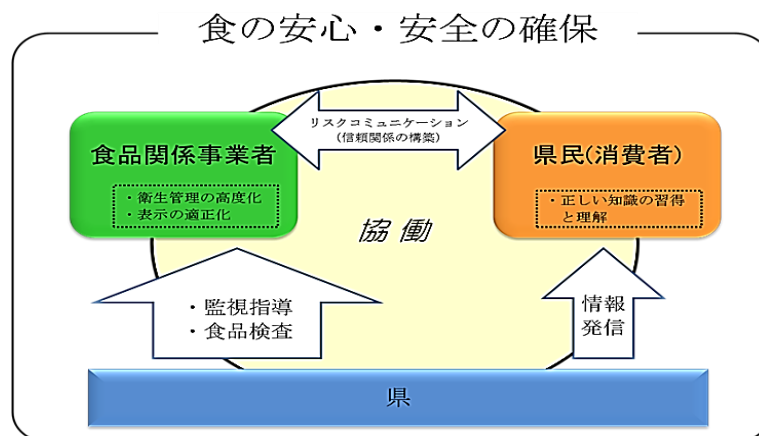 食の安心・安全の確保
リスクコミュニケーション
(信頼関係の構築)
食品関係事業者
・衛生管理の高度化
・表示の適正化
県民(消費者)
・正しい知識の習得
と理解
協働
・監視指導
・食品検査
情報
発信
県